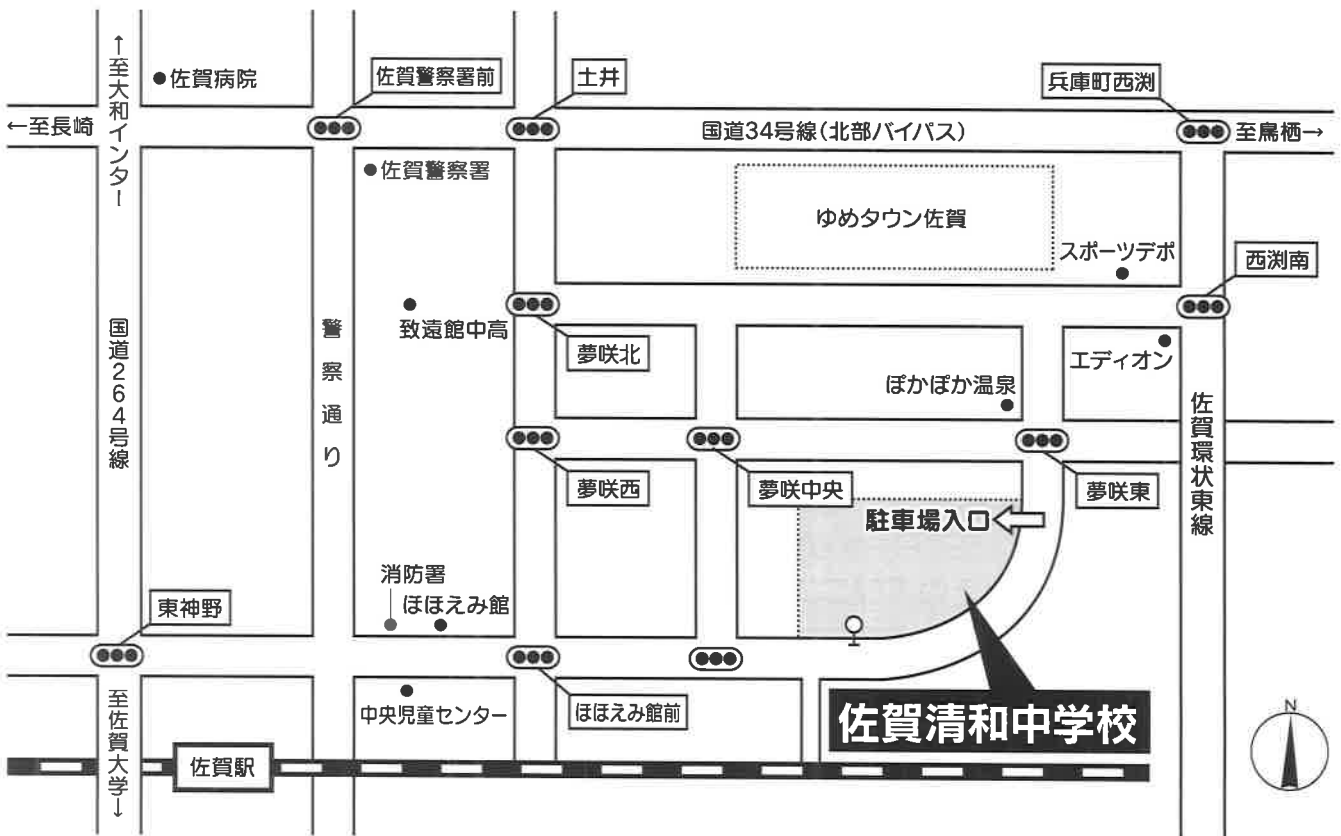 ↑至大和インター
●佐賀病院
佐賀警察署前
土井
兵庫町西渕
←至長崎
国道34号線(北部バイパス)
至鳥栖→
●佐賀警察署
ゆめタウン佐賀
スポーツデポ
西渕南
国道264号線
警察通り
致遠館中高
夢咲北
エディオン
ぽかぽか温泉
佐賀環状東線
夢咲西
夢咲中央
夢咲東
駐車場入口
消防署
ほほえみ館
東神野
至佐賀大学↓
中央児童センター
ほほえみ館前
佐賀清和中学校
N
佐賀駅